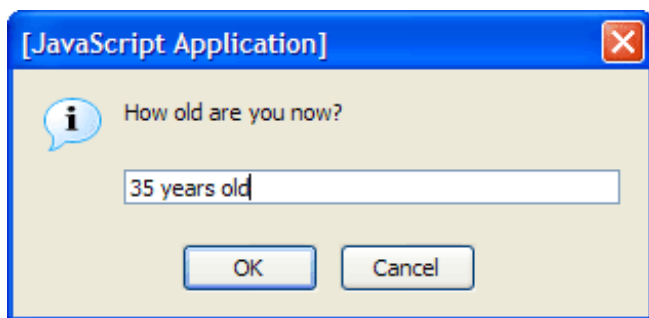 [JavaScript Application]
How old are you now?
35 years old
OK Cancel